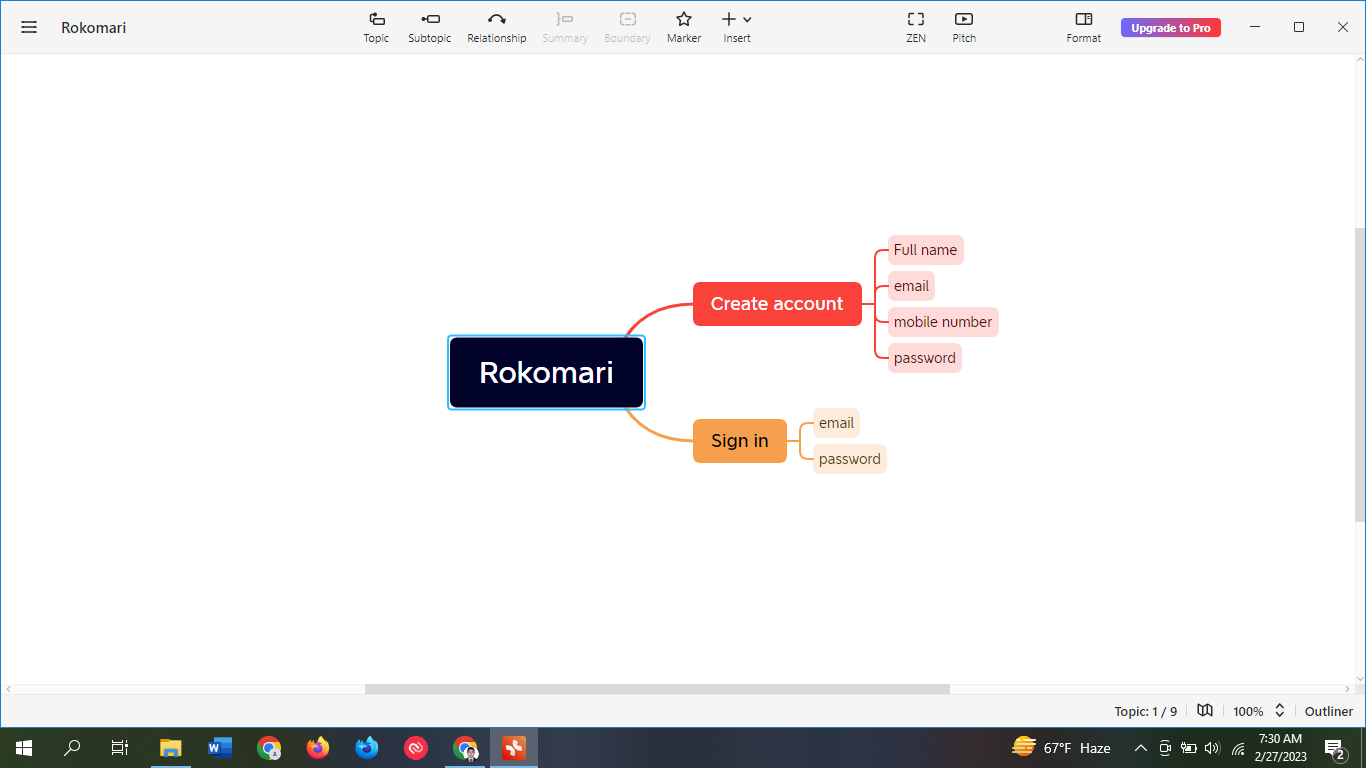 Rokomari
Topic
Subtopic
Relationship
Summary
Boundary
Marker
Insert
ZEN
Pitch
Format
Upgrade to Pro
Rokomari
Create account
Full name
email
mobile number
password
Sign in
email
password
Topic: 1 / 9
100%
Outliner
67°F Haze
7:30 AM
2/27/2023
2